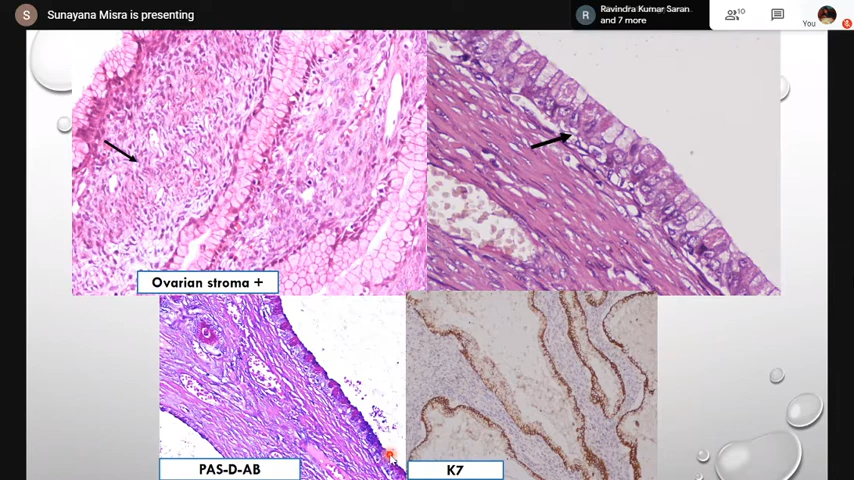 S
Sunayana Misra is presenting
R
Ravindra Kumar Saran..
and 7 more
10
You
Ovarian stroma +
PAS-D-AB
K7